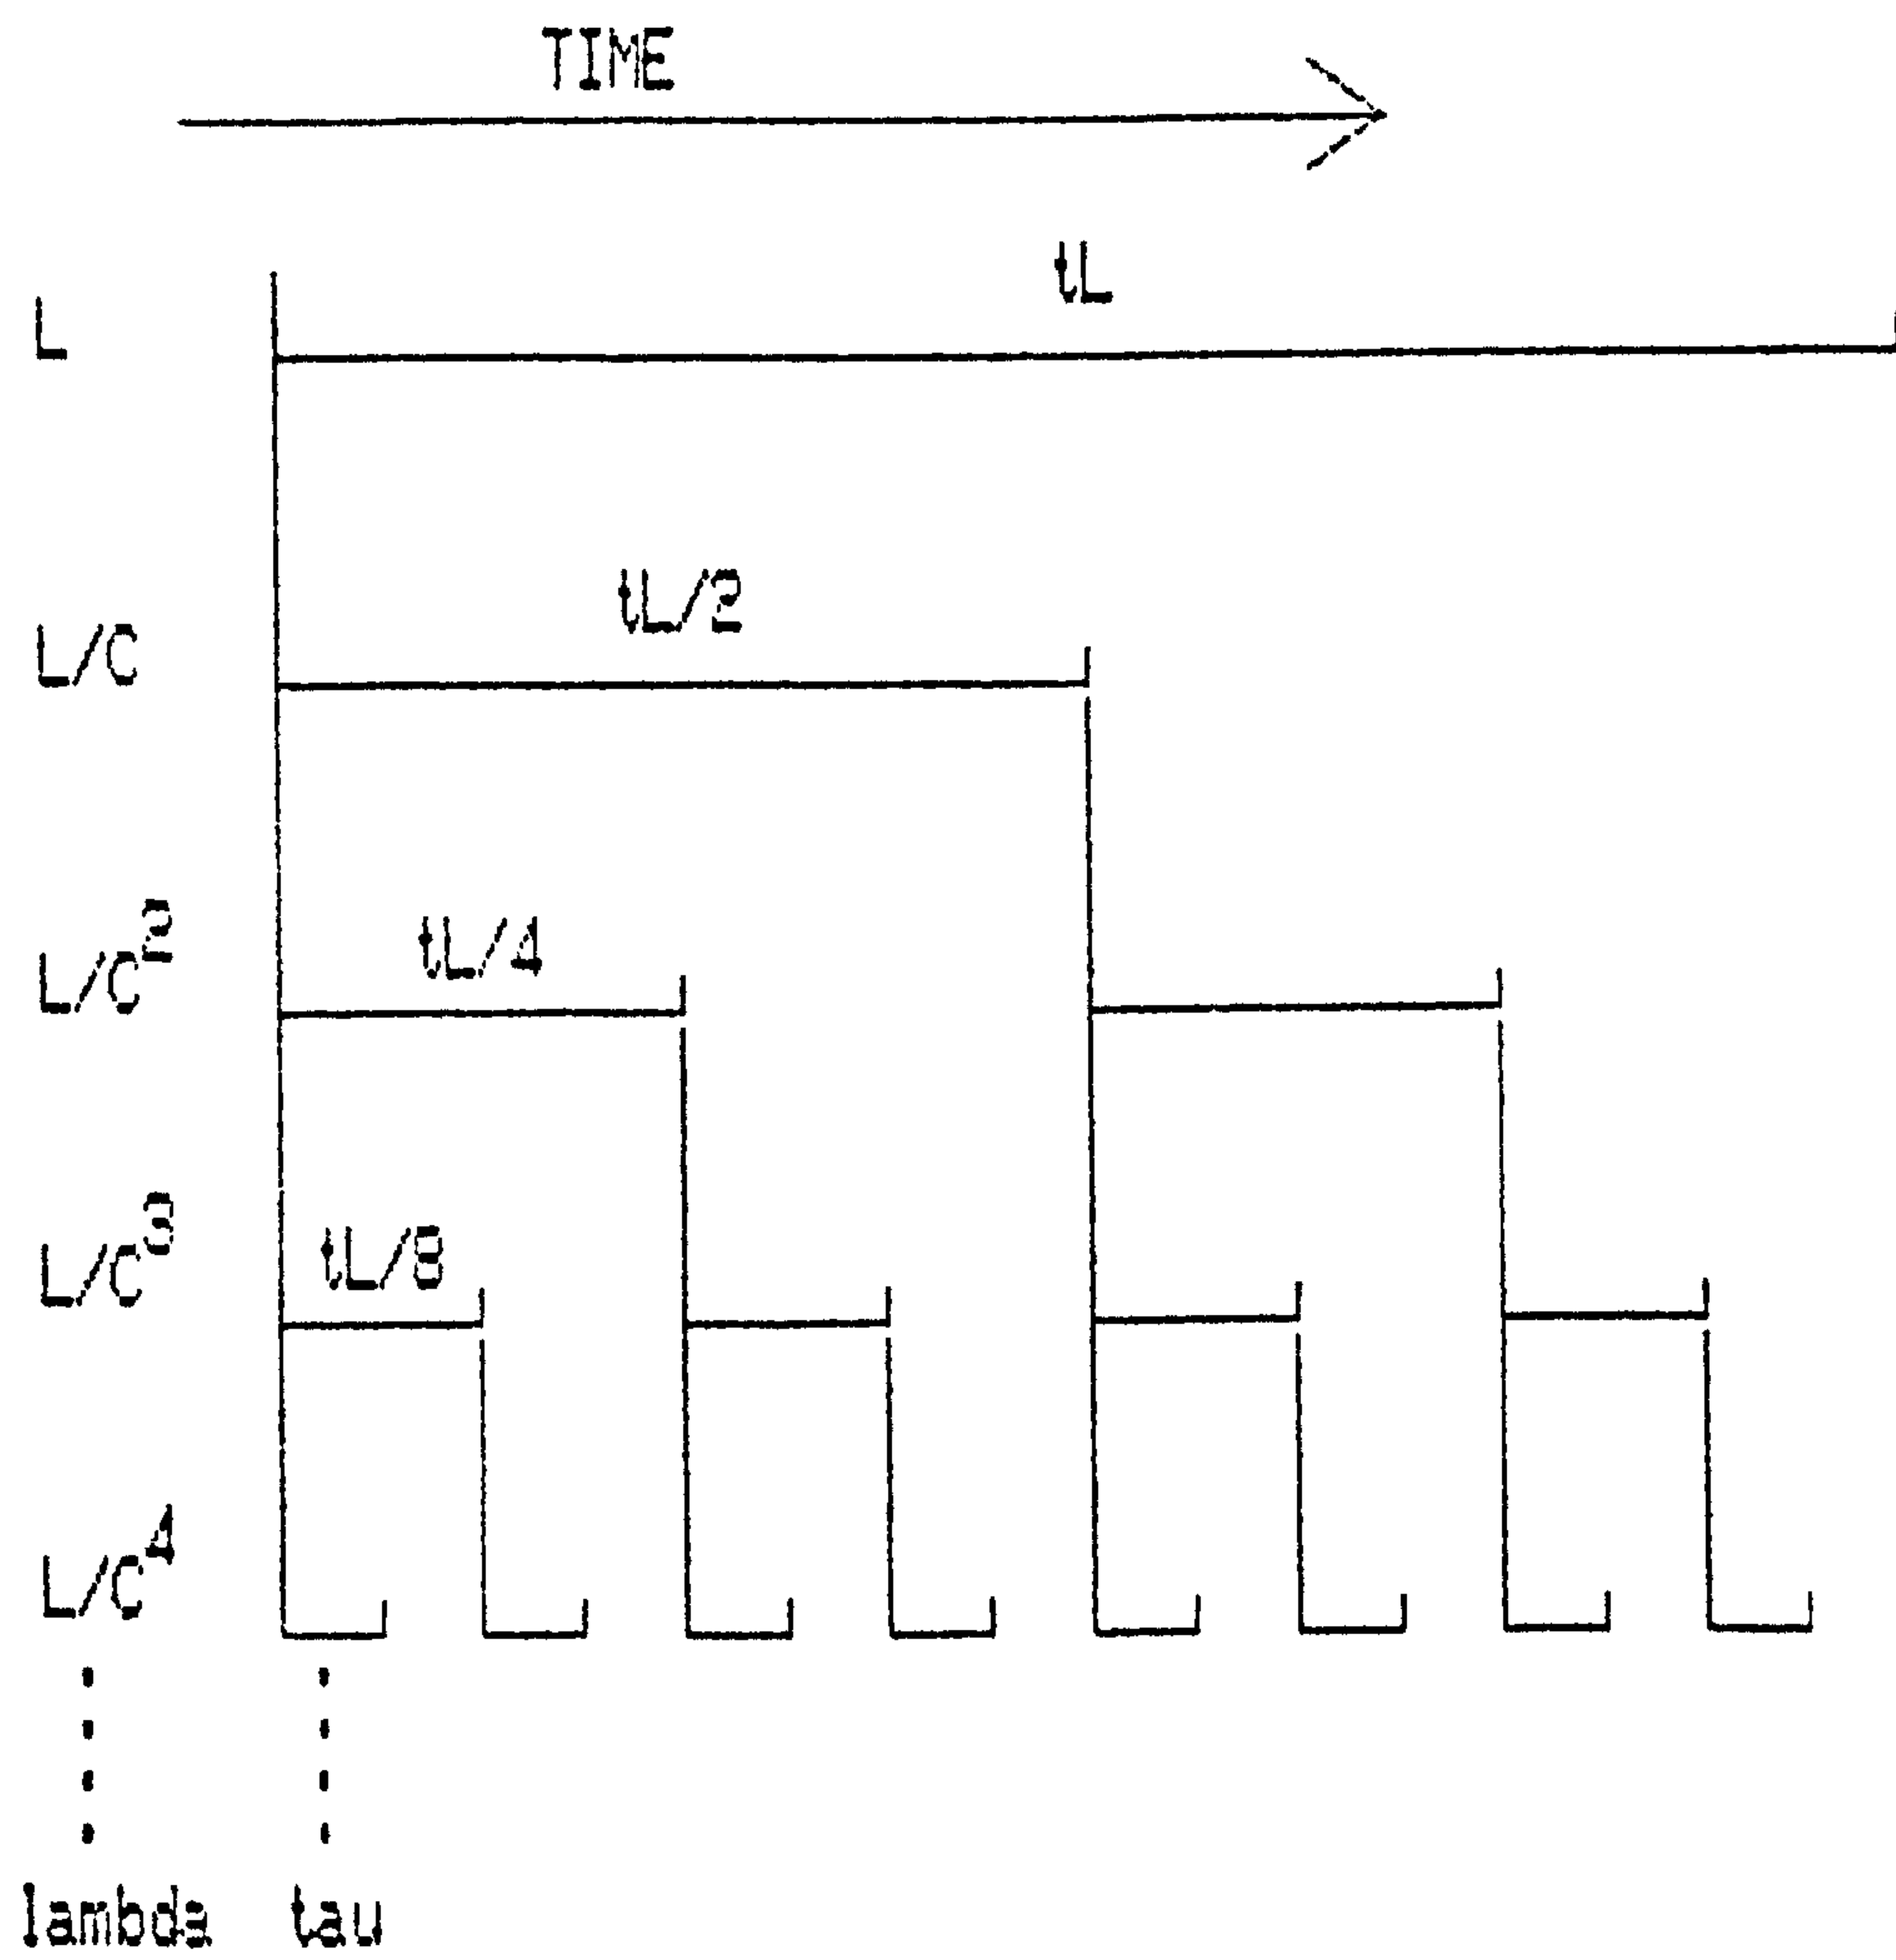 TIME
tL
L
tL/2
L/C
tL/4
L/C²
tL/8
L/C³
L/C⁴
lambda tau